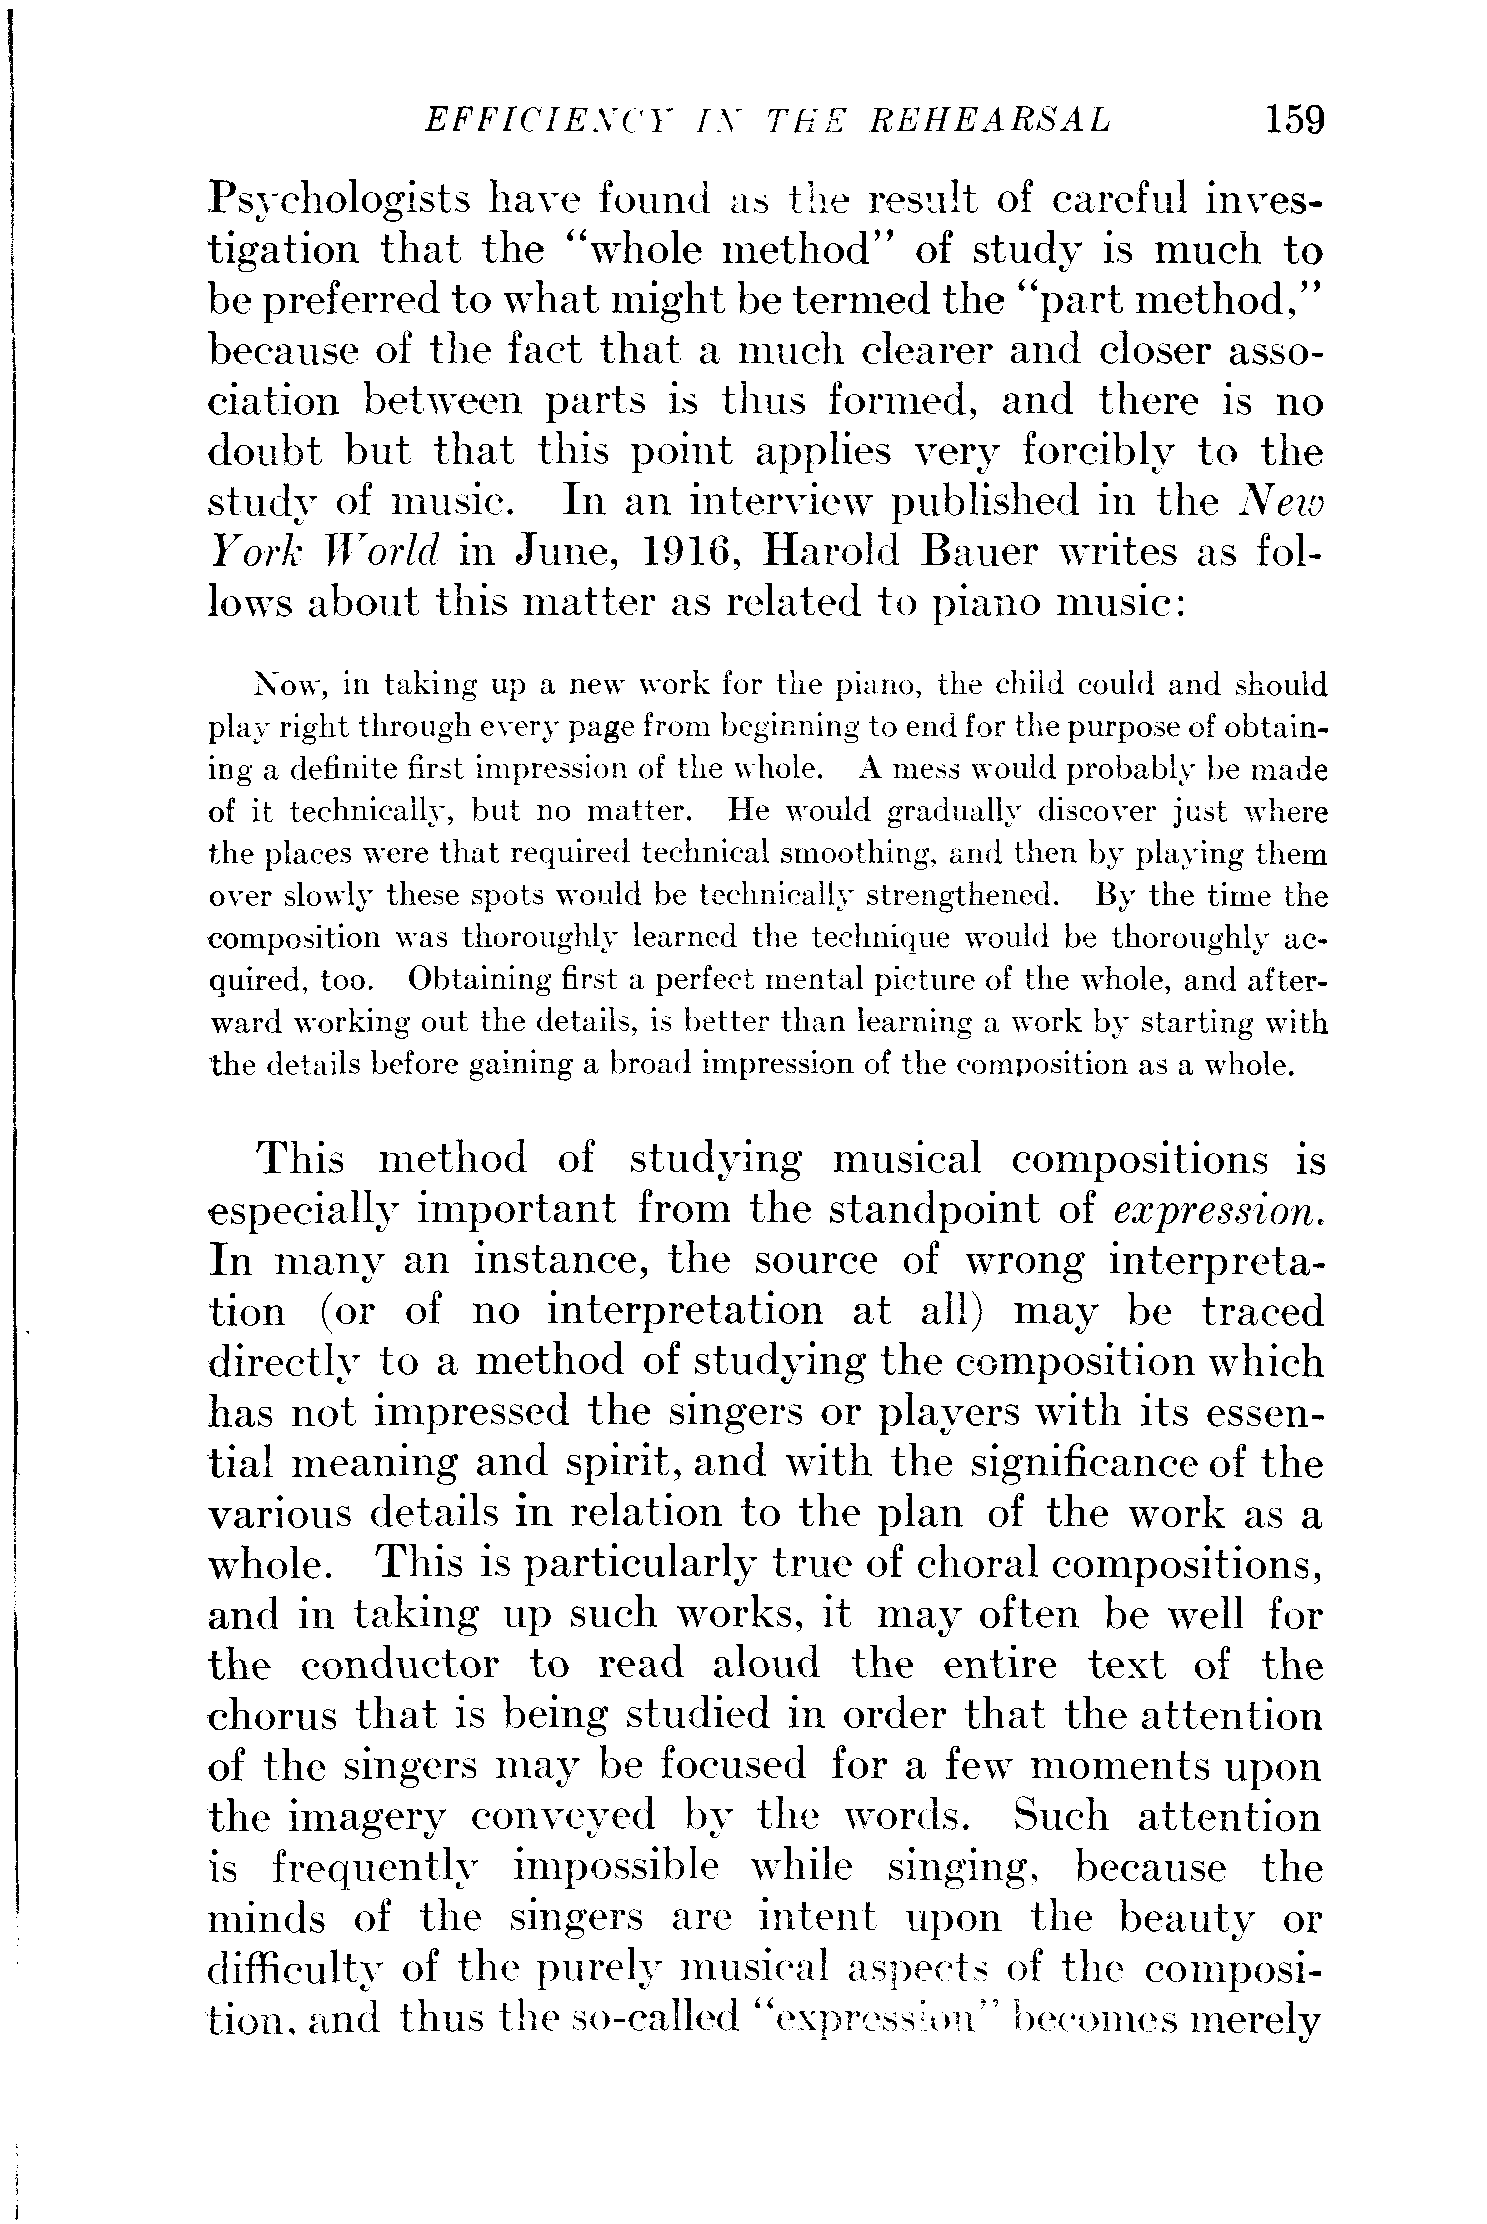 EFFICIENCY IN THE REHEARSAL 159
Psychologists have found as the result of careful inves-
tigation that the “whole method” of study is much to
be preferred to what might be termed the “part method,”
because of the fact that a much clearer and closer asso-
ciation between parts is thus formed, and there is no
doubt but that this point applies very forcibly to the
study of music. In an interview published in the New
York World in June, 1916, Harold Bauer writes as fol-
lows about this matter as related to piano music:
Now, in taking up a new work for the piano, the child could and should
play right through every page from beginning to end for the purpose of obtain-
ing a definite first impression of the whole. A mess would probably be made
of it technically, but no matter. He would gradually discover just where
the places were that required technical smoothing, and then by playing them
over slowly these spots would be technically strengthened. By the time the
composition was thoroughly learned the technique would be thoroughly ac-
quired, too. Obtaining first a perfect mental picture of the whole, and after-
ward working out the details, is better than learning a work by starting with
the details before gaining a broad impression of the composition as a whole.
This method of studying musical compositions is
especially important from the standpoint of expression.
In many an instance, the source of wrong interpreta-
tion (or of no interpretation at all) may be traced
directly to a method of studying the composition which
has not impressed the singers or players with its essen-
tial meaning and spirit, and with the significance of the
various details in relation to the plan of the work as a
whole. This is particularly true of choral compositions,
and in taking up such works, it may often be well for
the conductor to read aloud the entire text of the
chorus that is being studied in order that the attention
of the singers may be focused for a few moments upon
the imagery conveyed by the words. Such attention
is frequently impossible while singing, because the
minds of the singers are intent upon the beauty or
difficulty of the purely musical aspects of the composi-
tion, and thus the so-called “expression” becomes merely